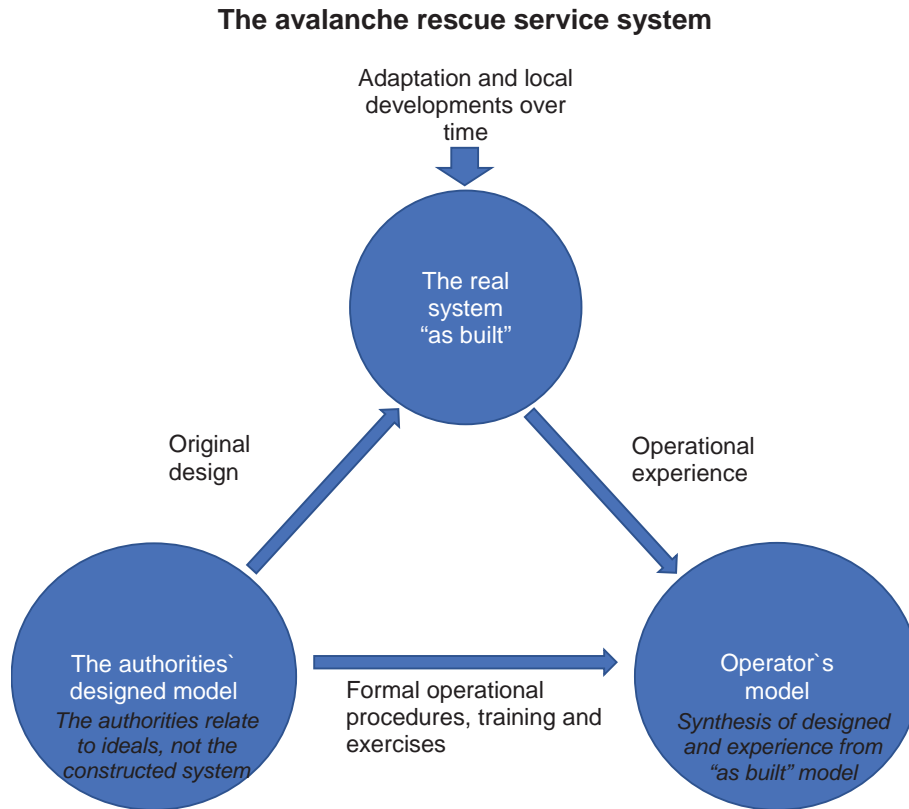 The avalanche rescue service system
Adaptation and local
developments over
time
The real
system
“as built”
Original
design
Operational
experience
The authorities`
designed model
The authorities relate
to ideals, not the
constructed system
Formal operational
procedures, training and
exercises
Operator`s
model
Synthesis of designed
and experience from
“as built” model